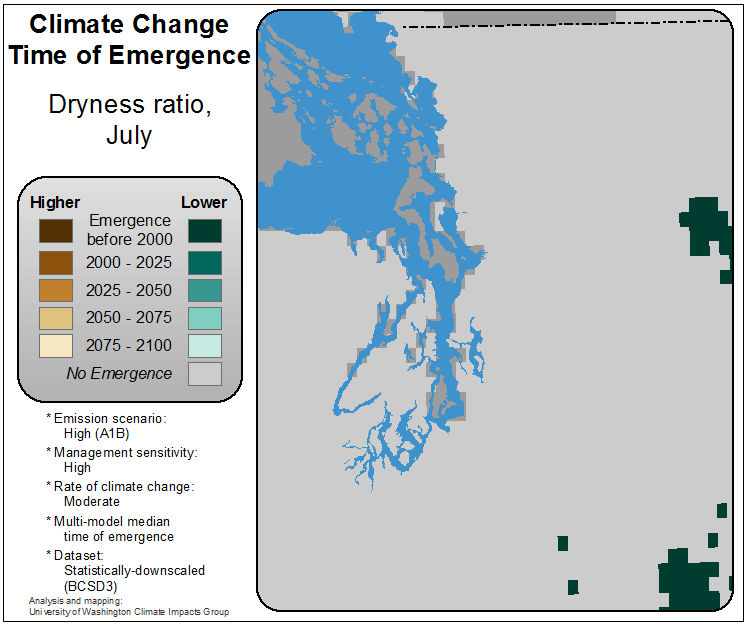 Climate Change
Time of Emergence
Dryness ratio,
July
Higher
Lower
Emergence
before 2000
2000 - 2025
2025 - 2050
2050 - 2075
2075 - 2100
No Emergence
* Emission scenario:
High (A1B)
* Management sensitivity:
High
* Rate of climate change:
Moderate
* Multi-model median
time of emergence
* Dataset:
Statistically-downscaled
(BCSD3)
Analysis and mapping:
University of Washington Climate Impacts Group